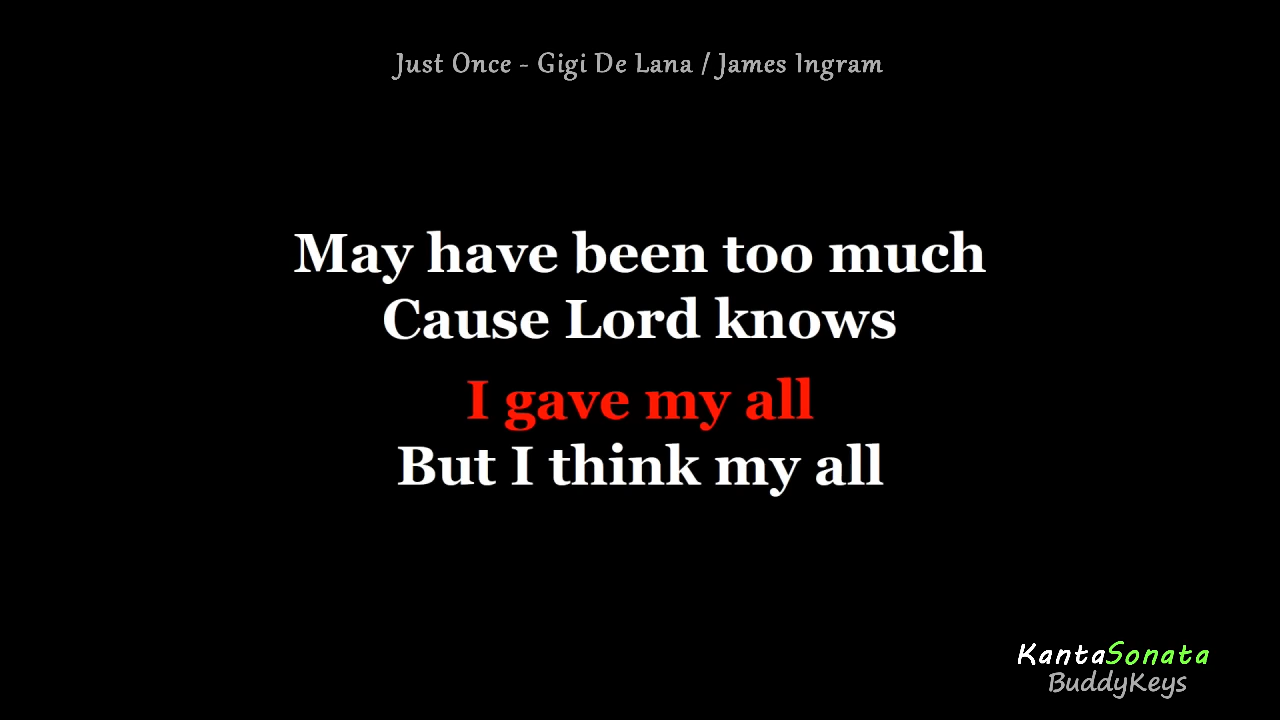 Just Once - Gigi De Lana / James Ingram
May have been too much
Cause Lord knows
I gave my all
But I think my all
KantaSonata
BuddyKeys